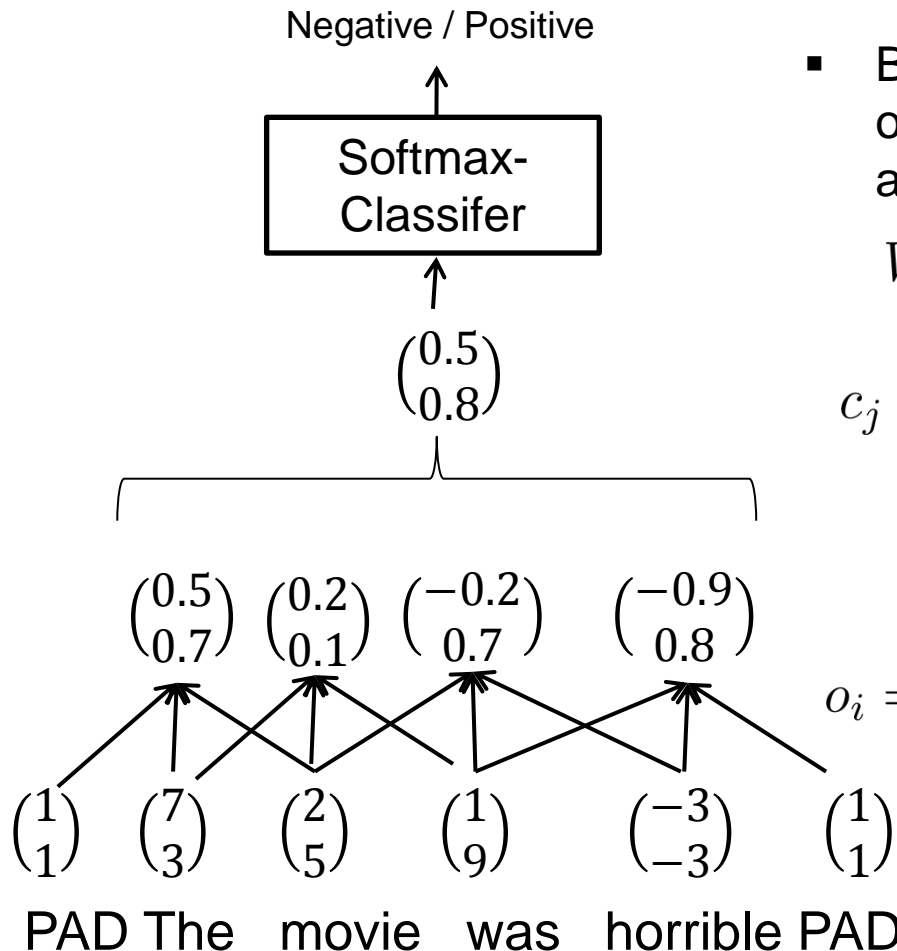 Negative / Positive
▪ B
o
a
Softmax-
Classifer
(0.5
0.8)
c_j
(0.5
0.7) (0.2
0.1) (−0.2
0.7) (−0.9
0.8)
o_i =
(1
1) (7
3) (2
5) (1
9) (−3
−3) (1
1)
PAD The movie was horrible PAD